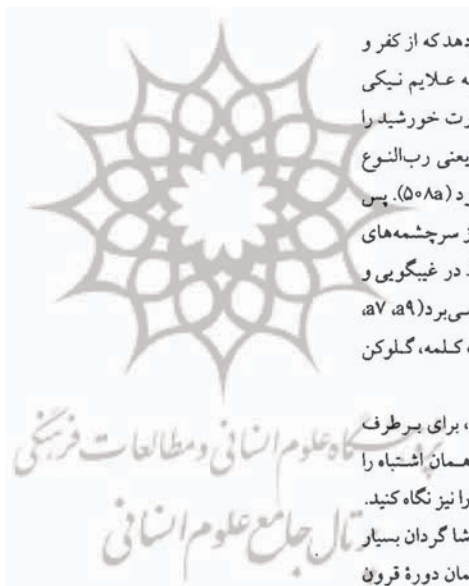 دهد که از کفر و
ه علایم نیکی
رت خورشید را
یعنی رب‌النوع
رد (۵۰۸a). پس
ز سرچشمه‌های
د در غیبگویی و
سی‌برد (a۷ ،a۹،
ه کلمه، گلوکن
، برای برطرف
همان اشتباه را
را نیز نگاه کنید.
شاگردان بسیار
مان دورهٔ قرون
پژوهشگاه علوم انسانی و مطالعات فرهنگی
رتال جامع علوم انسانی